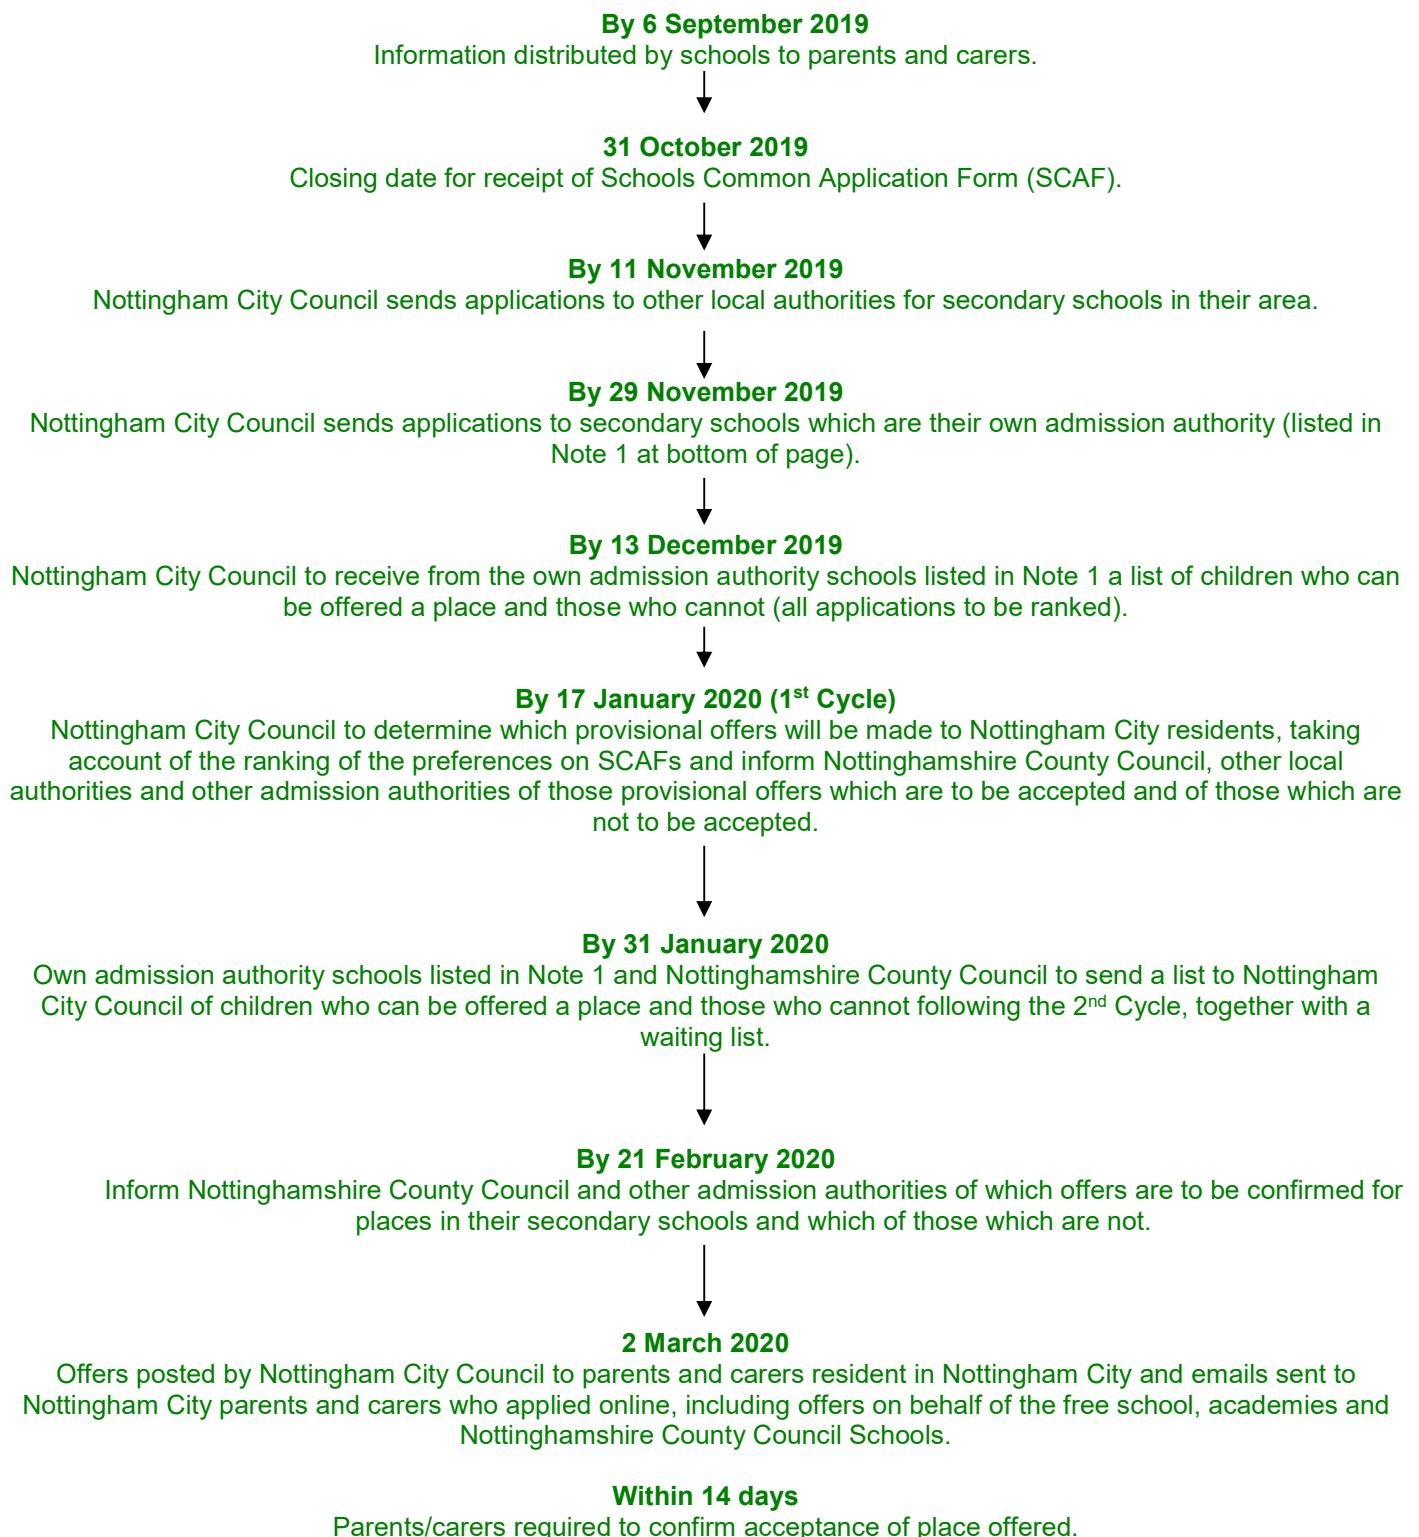 By 6 September 2019
Information distributed by schools to parents and carers.
31 October 2019
Closing date for receipt of Schools Common Application Form (SCAF).
By 11 November 2019
Nottingham City Council sends applications to other local authorities for secondary schools in their area.
By 29 November 2019
Nottingham City Council sends applications to secondary schools which are their own admission authority (listed in
Note 1 at bottom of page).
By 13 December 2019
Nottingham City Council to receive from the own admission authority schools listed in Note 1 a list of children who can
be offered a place and those who cannot (all applications to be ranked).
By 17 January 2020 (1st Cycle)
Nottingham City Council to determine which provisional offers will be made to Nottingham City residents, taking
account of the ranking of the preferences on SCAFs and inform Nottinghamshire County Council, other local
authorities and other admission authorities of those provisional offers which are to be accepted and of those which are
not to be accepted.
By 31 January 2020
Own admission authority schools listed in Note 1 and Nottinghamshire County Council to send a list to Nottingham
City Council of children who can be offered a place and those who cannot following the 2nd Cycle, together with a
waiting list.
By 21 February 2020
Inform Nottinghamshire County Council and other admission authorities of which offers are to be confirmed for
places in their secondary schools and which of those which are not.
2 March 2020
Offers posted by Nottingham City Council to parents and carers resident in Nottingham City and emails sent to
Nottingham City parents and carers who applied online, including offers on behalf of the free school, academies and
Nottinghamshire County Council Schools.
Within 14 days
Parents/carers required to confirm acceptance of place offered.